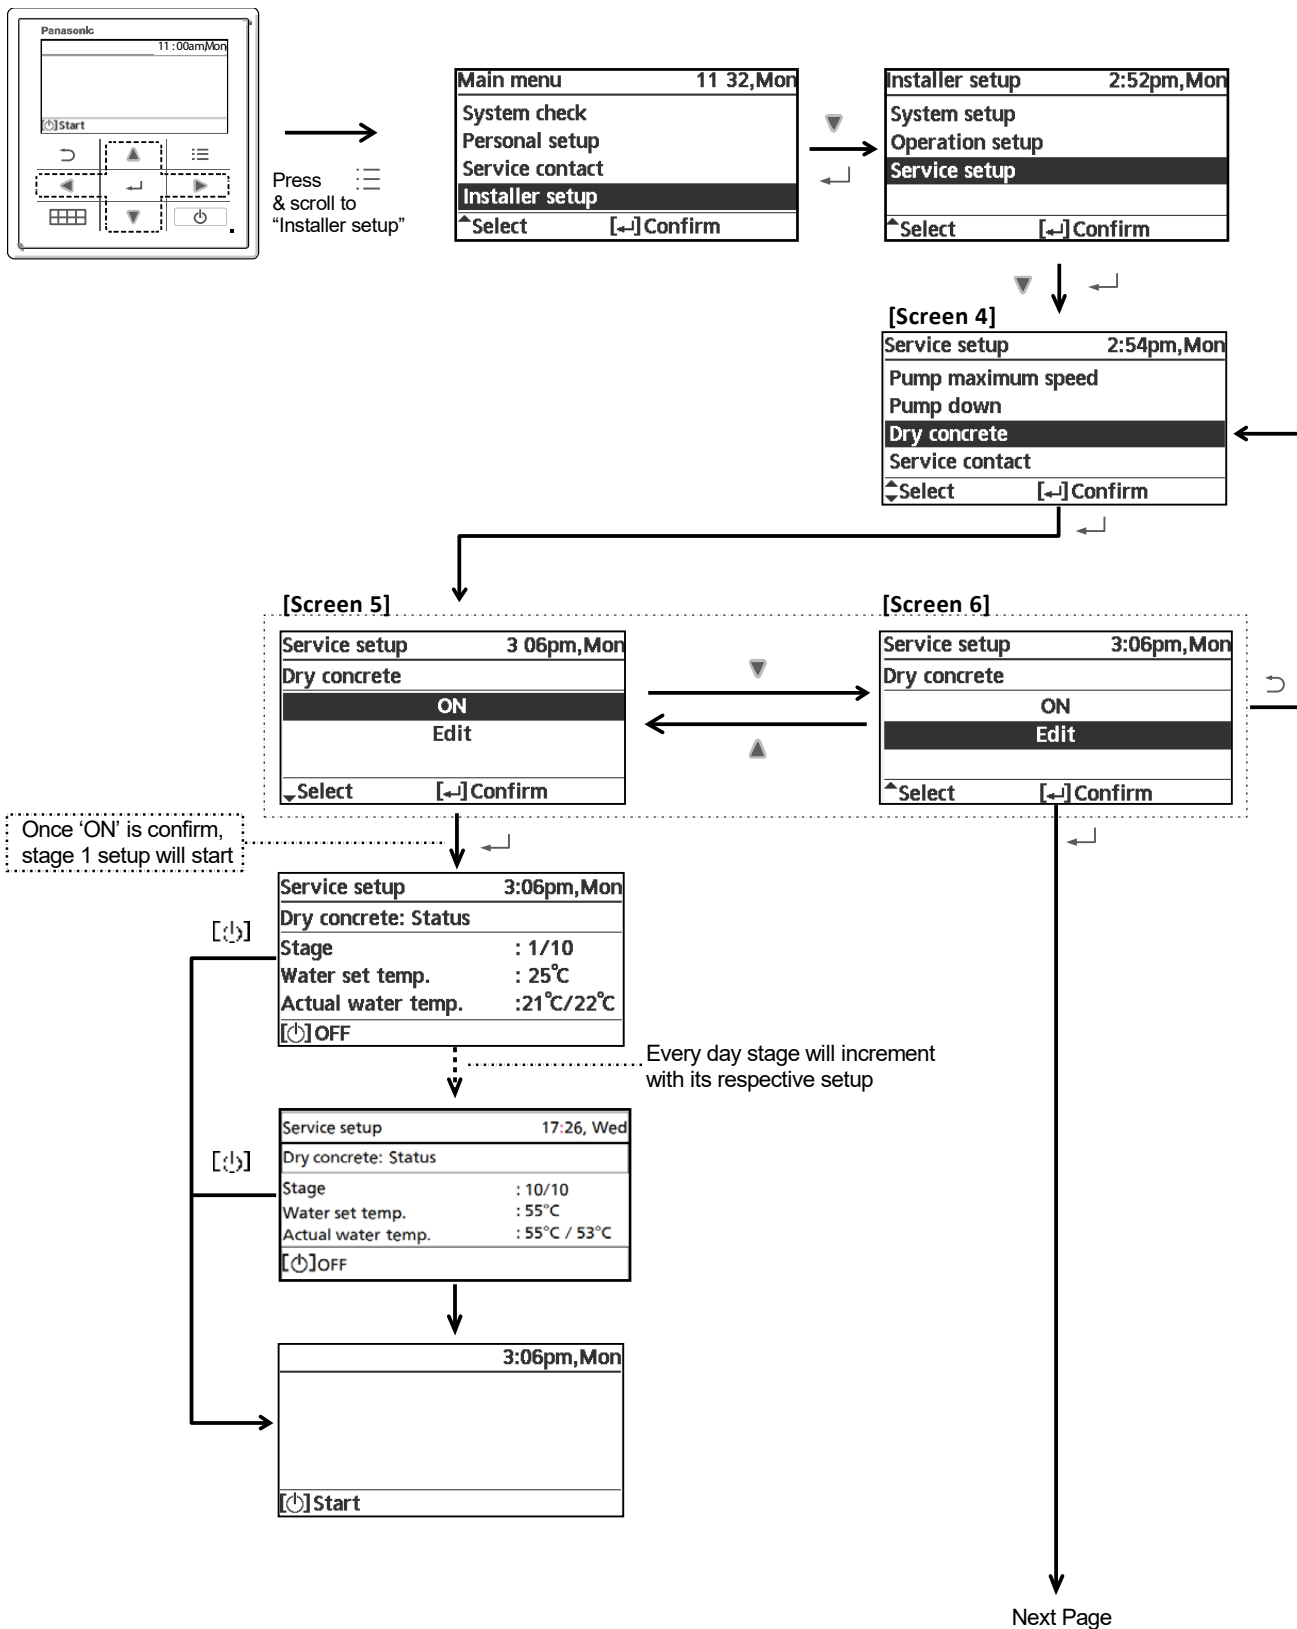 Panasonic
11 : 00am,Mon
[⏻]Start
Press
& scroll to
“Installer setup”
Main menu 11 32,Mon
System check
Personal setup
Service contact
Installer setup
Select [↵]Confirm
Installer setup 2:52pm,Mon
System setup
Operation setup
Service setup
Select [↵]Confirm
[Screen 4]
Service setup 2:54pm,Mon
Pump maximum speed
Pump down
Dry concrete
Service contact
Select [↵]Confirm
[Screen 5]
Service setup 3 06pm,Mon
Dry concrete
ON
Edit
Select [↵]Confirm
[Screen 6]
Service setup 3:06pm,Mon
Dry concrete
ON
Edit
Select [↵]Confirm
Once ‘ON’ is confirm,
stage 1 setup will start
[⏻]
Service setup 3:06pm,Mon
Dry concrete: Status
Stage : 1/10
Water set temp. : 25°C
Actual water temp. :21°C/22°C
[⏻]OFF
Every day stage will increment
with its respective setup
[⏻]
Service setup 17:26, Wed
Dry concrete: Status
Stage : 10/10
Water set temp. : 55°C
Actual water temp. : 55°C / 53°C
[⏻]OFF
3:06pm,Mon
[⏻]Start
Next Page